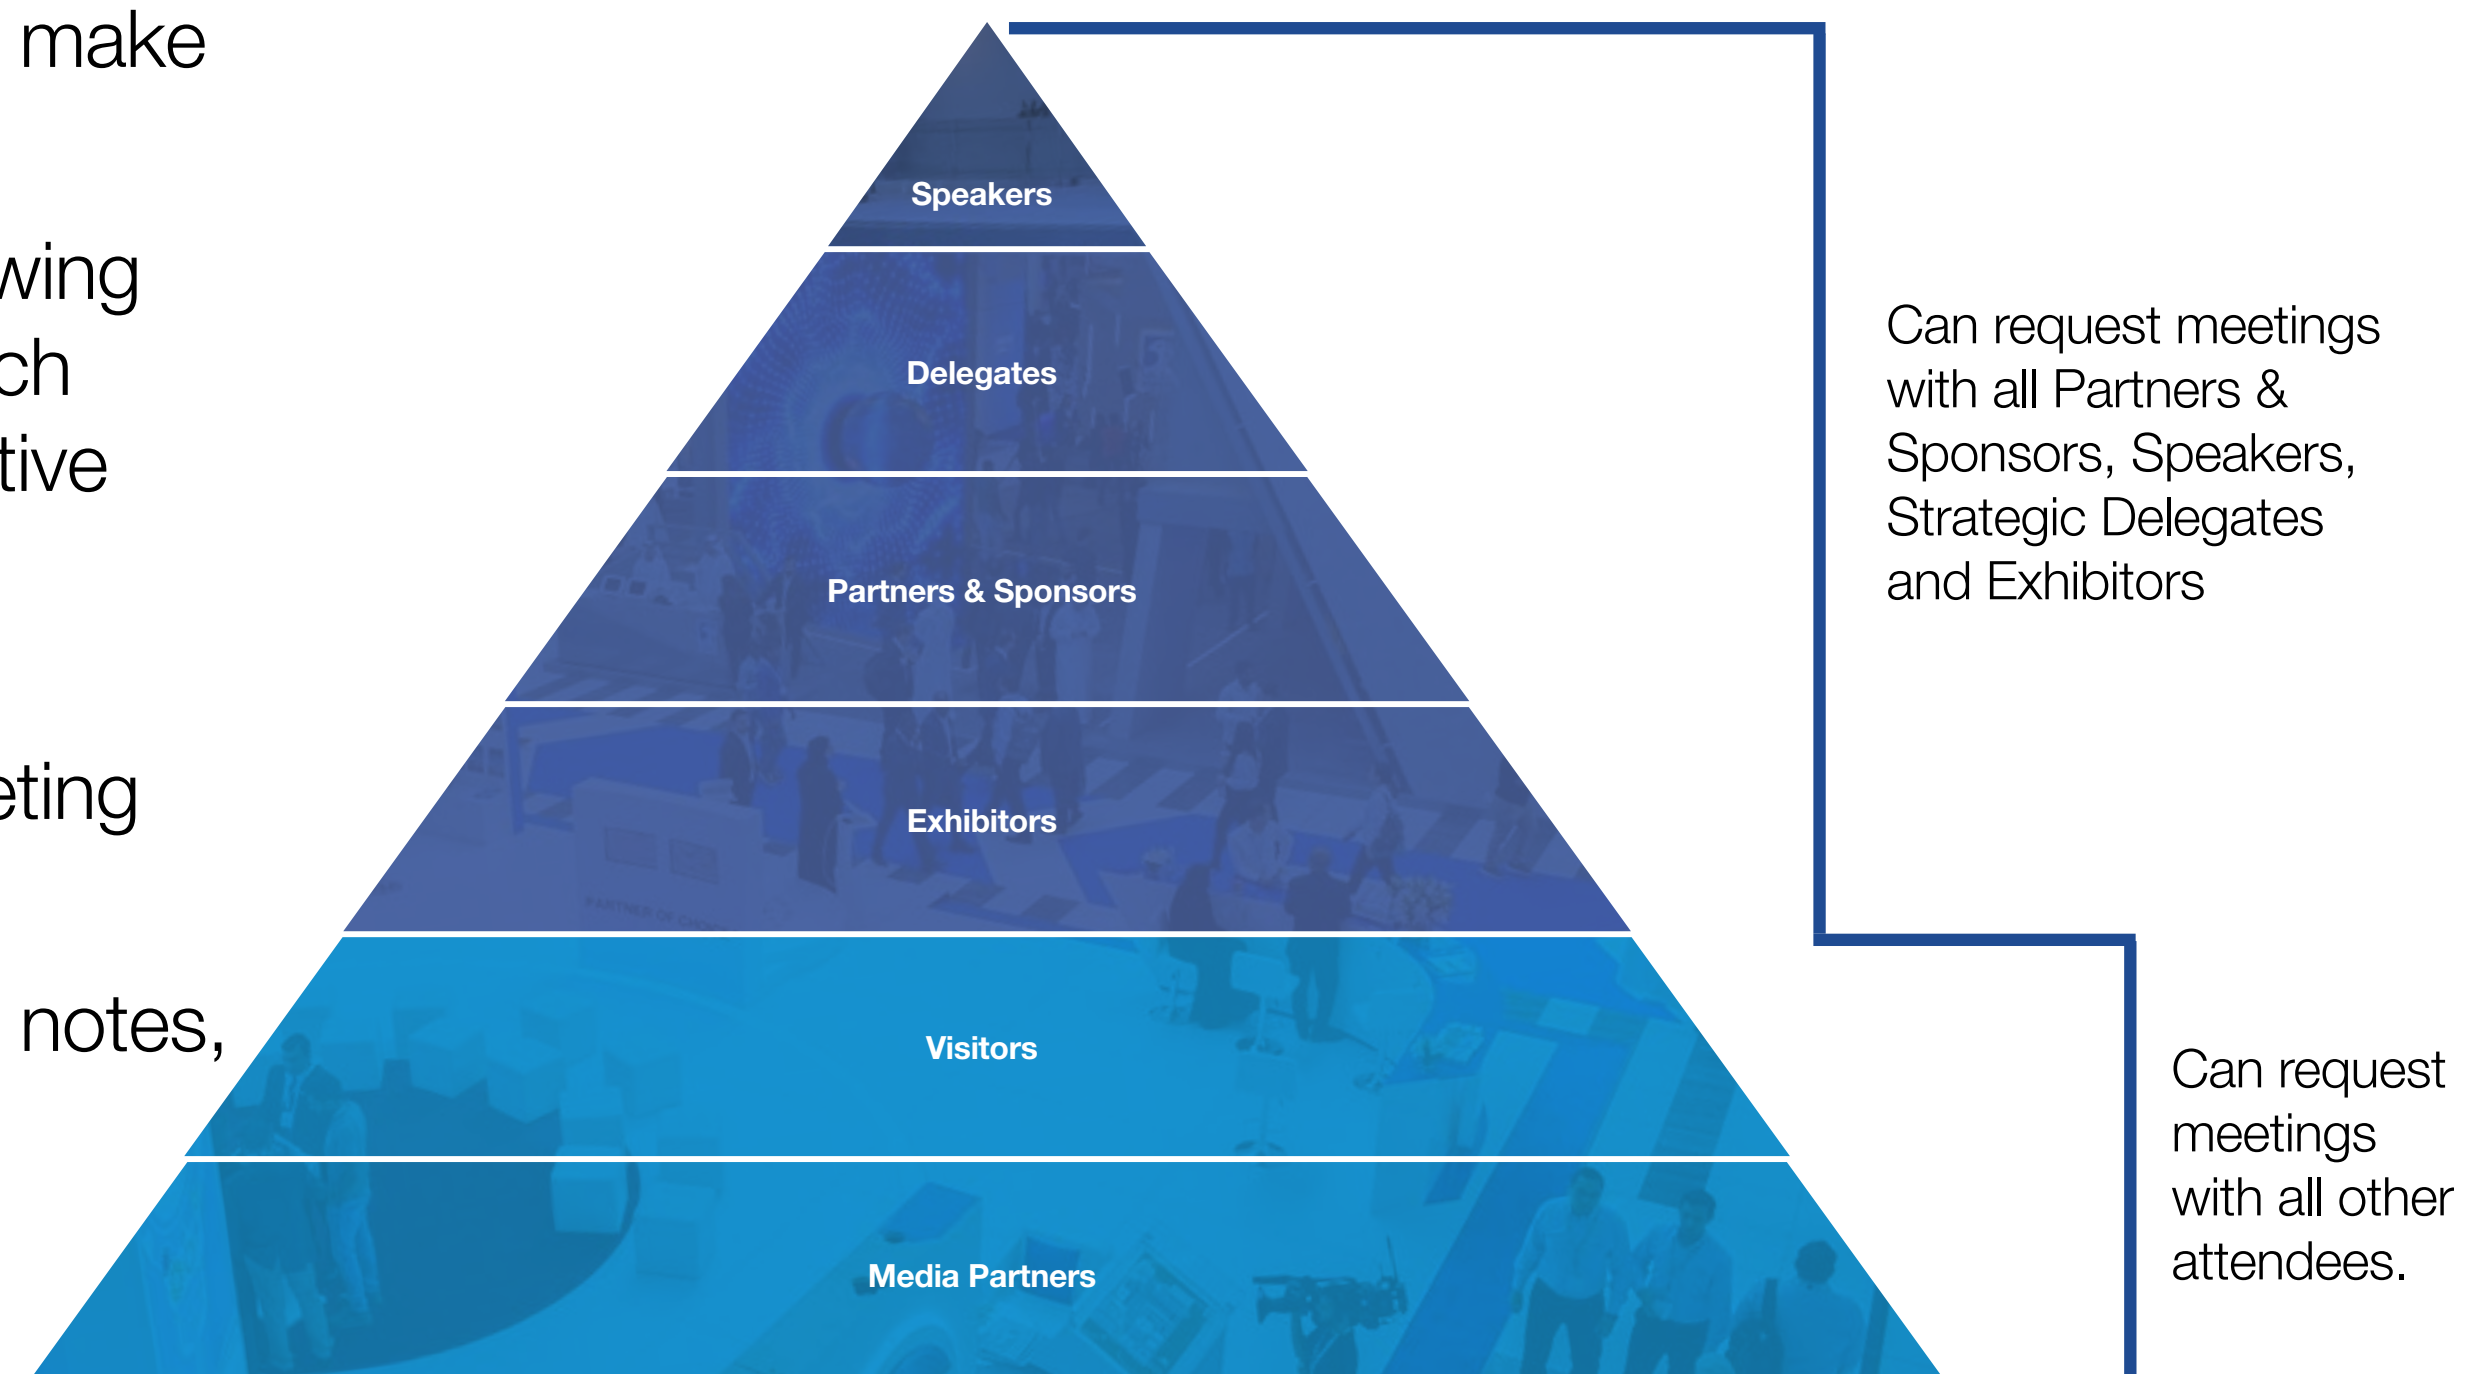 make
wing
ch
tive
eting
notes,
Speakers
Delegates
Partners & Sponsors
Exhibitors
Visitors
Media Partners
Can request meetings
with all Partners &
Sponsors, Speakers,
Strategic Delegates
and Exhibitors
Can request
meetings
with all other
attendees.